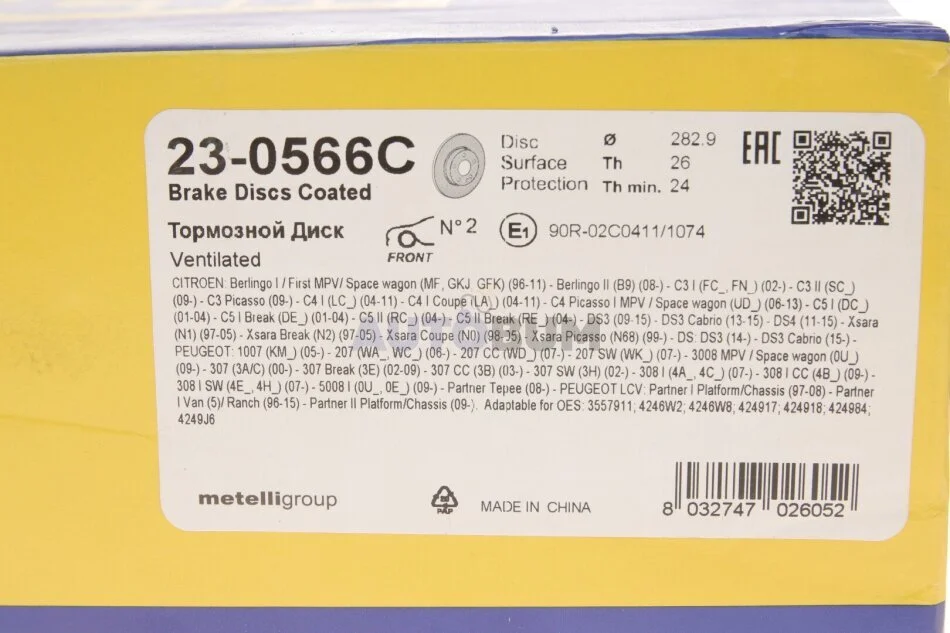 23-0566C
Brake Discs Coated
Disc Ø 282.9
Surface Th 26
Protection Th min. 24
EAC
Тормозной Диск
Ventilated
FRONT
N° 2
E1
90R-02C0411/1074
CITROEN: Berlingo I / First MPV/ Space wagon (MF, GKJ_ GFK) (96-11) - Berlingo II (B9) (08-) - C3 I (FC_, FN_) (02-) - C3 II (SC_)
(09-) - C3 Picasso (09-) - C4 I (LC_) (04-11) - C4 I Coupe (LA_) (04-11) - C4 Picasso I MPV / Space wagon (UD_) (06-13) - C5 I (DC_)
(01-04) - C5 I Break (DE_) (01-04) - C5 II (RC_) (04-) - C5 II Break (RE_) (04-) - DS3 (09-15) - DS3 Cabrio (13-15) - DS4 (11-15) - Xsara
(N1) (97-05) - Xsara Break (N2) (97-05) - Xsara Coupe (N0) (98-05) - Xsara Picasso (N68) (99-) - DS: DS3 (14-) - DS3 Cabrio (15-) -
PEUGEOT: 1007 (KM_) (05-) - 207 (WA_, WC_) (06-) - 207 CC (WD_) (07-) - 207 SW (WK_) (07-) - 3008 MPV / Space wagon (0U_)
(09-) - 307 (3A/C) (00-) - 307 Break (3E) (02-09) - 307 CC (3B) (03-) - 307 SW (3H) (02-) - 308 I (4A_, 4C_) (07-) - 308 I CC (4B_) (09-) -
308 I SW (4E_, 4H_) (07-) - 5008 I (0U_, 0E_) (09-) - Partner Tepee (08-) - PEUGEOT LCV: Partner I Platform/Chassis (97-08) - Partner
I Van (5)/ Ranch (96-15) - Partner II Platform/Chassis (09-). Adaptable for OES: 3557911; 4246W2; 4246W8; 424917; 424918; 424984;
4249J6
AUTOBUM
metelligroup
PAP
MADE IN CHINA
8 032747 026052